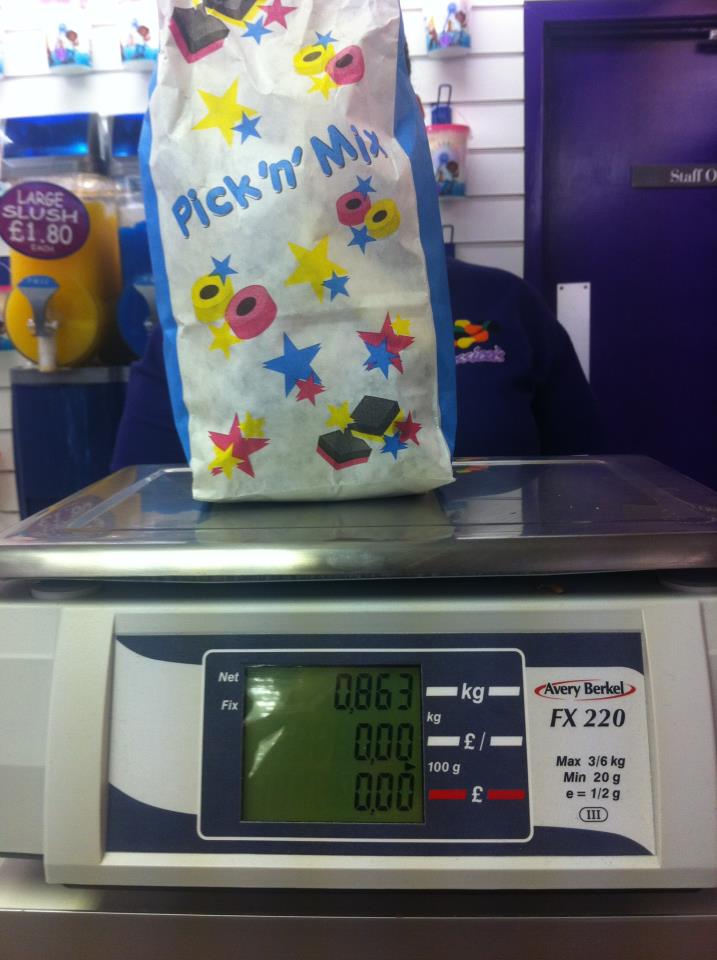 Pick'n' Mix
LARGE
SLUSH
£1.80
EACH
Staff O
Net
Fix
0,863
kg
kg
0,00
£/
100 g
0,00
£
Avery Berkel
FX 220
Max 3/6 kg
Min 20 g
e = 1/2 g
III